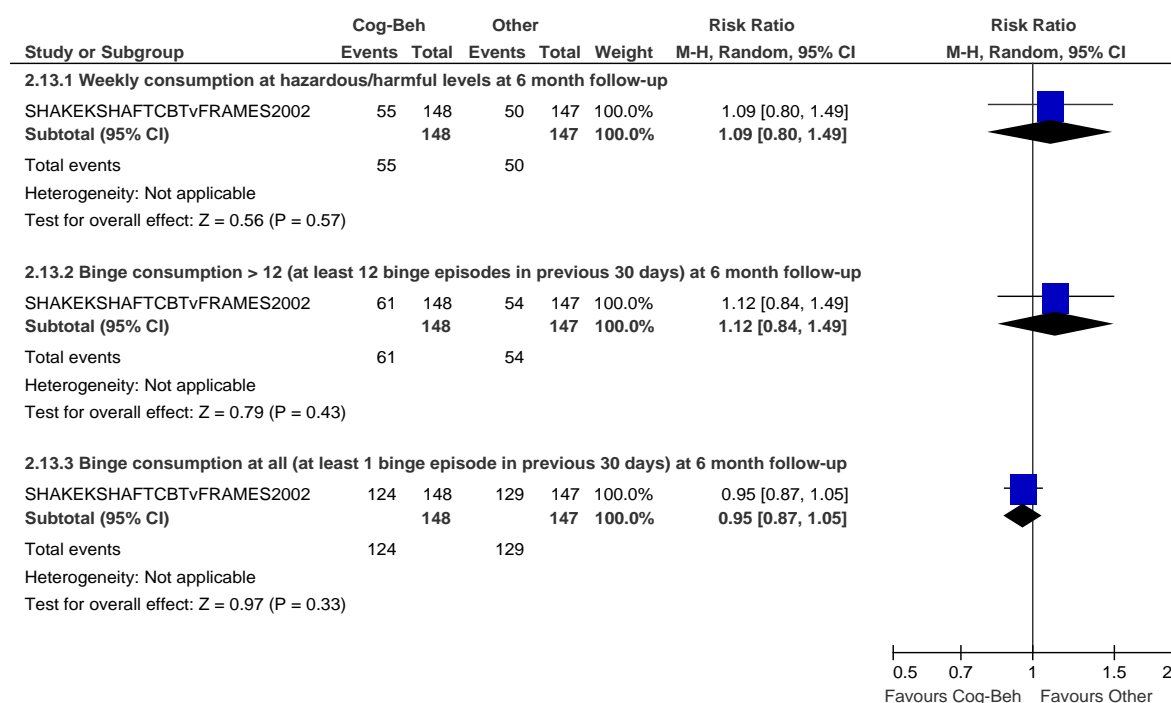 Cog-Beh Other Risk Ratio Risk Ratio
Study or Subgroup Events Total Events Total Weight M-H, Random, 95% CI M-H, Random, 95% CI
2.13.1 Weekly consumption at hazardous/harmful levels at 6 month follow-up
SHAKEKSHAFTCBTvFRAMES2002 55 148 50 147 100.0% 1.09 [0.80, 1.49]
Subtotal (95% CI) 148 147 100.0% 1.09 [0.80, 1.49]
Total events 55 50
Heterogeneity: Not applicable
Test for overall effect: Z = 0.56 (P = 0.57)
2.13.2 Binge consumption > 12 (at least 12 binge episodes in previous 30 days) at 6 month follow-up
SHAKEKSHAFTCBTvFRAMES2002 61 148 54 147 100.0% 1.12 [0.84, 1.49]
Subtotal (95% CI) 148 147 100.0% 1.12 [0.84, 1.49]
Total events 61 54
Heterogeneity: Not applicable
Test for overall effect: Z = 0.79 (P = 0.43)
2.13.3 Binge consumption at all (at least 1 binge episode in previous 30 days) at 6 month follow-up
SHAKEKSHAFTCBTvFRAMES2002 124 148 129 147 100.0% 0.95 [0.87, 1.05]
Subtotal (95% CI) 148 147 100.0% 0.95 [0.87, 1.05]
Total events 124 129
Heterogeneity: Not applicable
Test for overall effect: Z = 0.97 (P = 0.33)
0.5 0.7 1 1.5 2
Favours Cog-Beh Favours Other